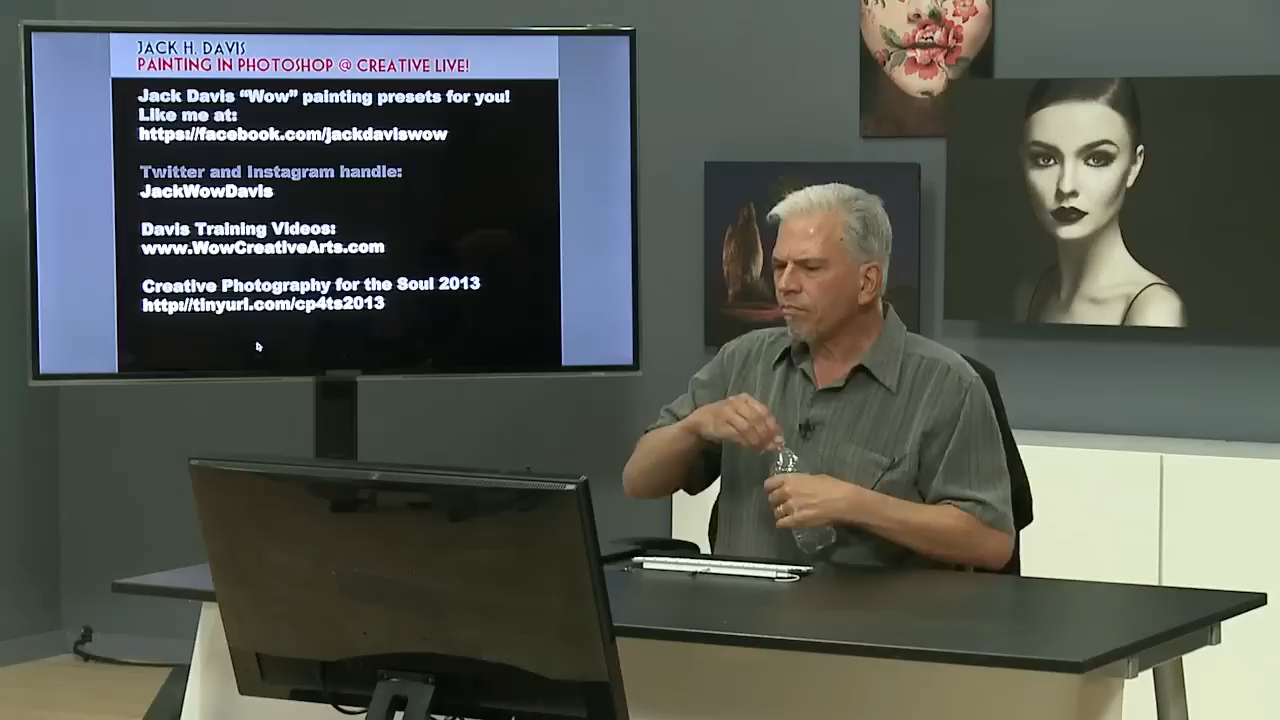 JACK H. DAVIS
PAINTING IN PHOTOSHOP @ CREATIVE LIVE!
Jack Davis “Wow” painting presets for you!
Like me at:
https://facebook.com/jackdaviswow
Twitter and Instagram handle:
JackWowDavis
Davis Training Videos:
www.WowCreativeArts.com
Creative Photography for the Soul 2013
http://tinyurl.com/cp4ts2013